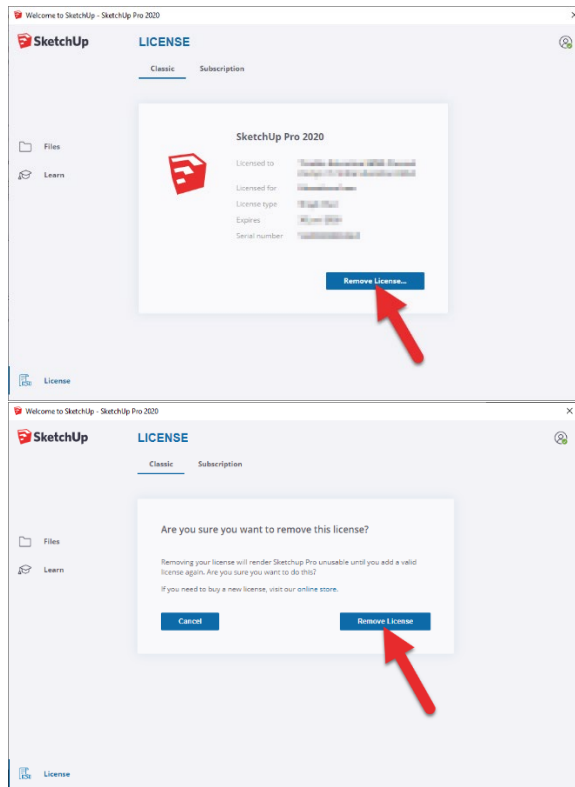 Welcome to SketchUp - SketchUp Pro 2020
SketchUp
LICENSE
Classic Subscription
SketchUp Pro 2020
Files
Licensed to
Learn
Licensed for
License type
Expires
Serial number
Remove License...
License
Welcome to SketchUp - SketchUp Pro 2020
SketchUp
LICENSE
Classic Subscription
Are you sure you want to remove this license?
Files
Removing your license will render Sketchup Pro unusable until you add a valid
license again. Are you sure you want to do this?
Learn
If you need to buy a new license, visit our online store.
Cancel Remove License
License